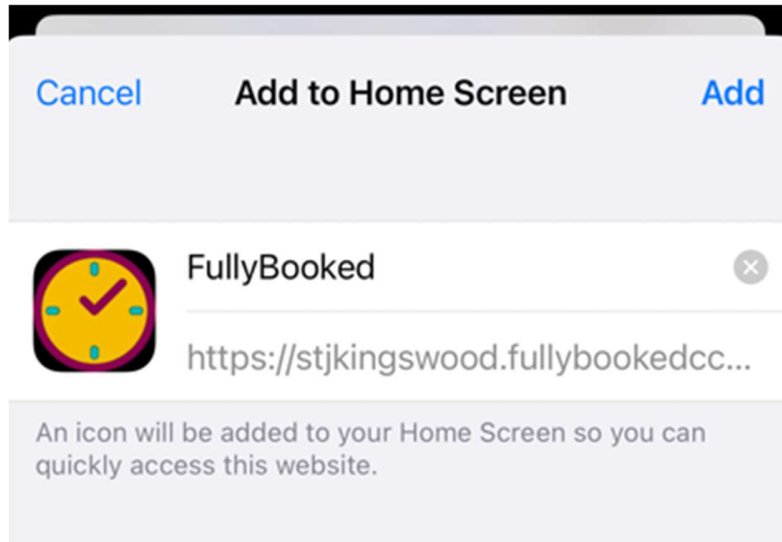 Cancel Add to Home Screen Add
FullyBooked
https://stjkingswood.fullybookedcc...
An icon will be added to your Home Screen so you can
quickly access this website.